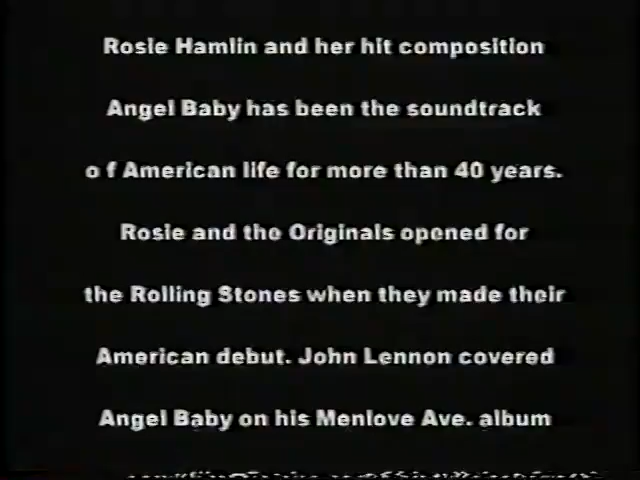 Rosie Hamlin and her hit composition
Angel Baby has been the soundtrack
o f American life for more than 40 years.
Rosie and the Originals opened for
the Rolling Stones when they made their
American debut. John Lennon covered
Angel Baby on his Menlove Ave. album